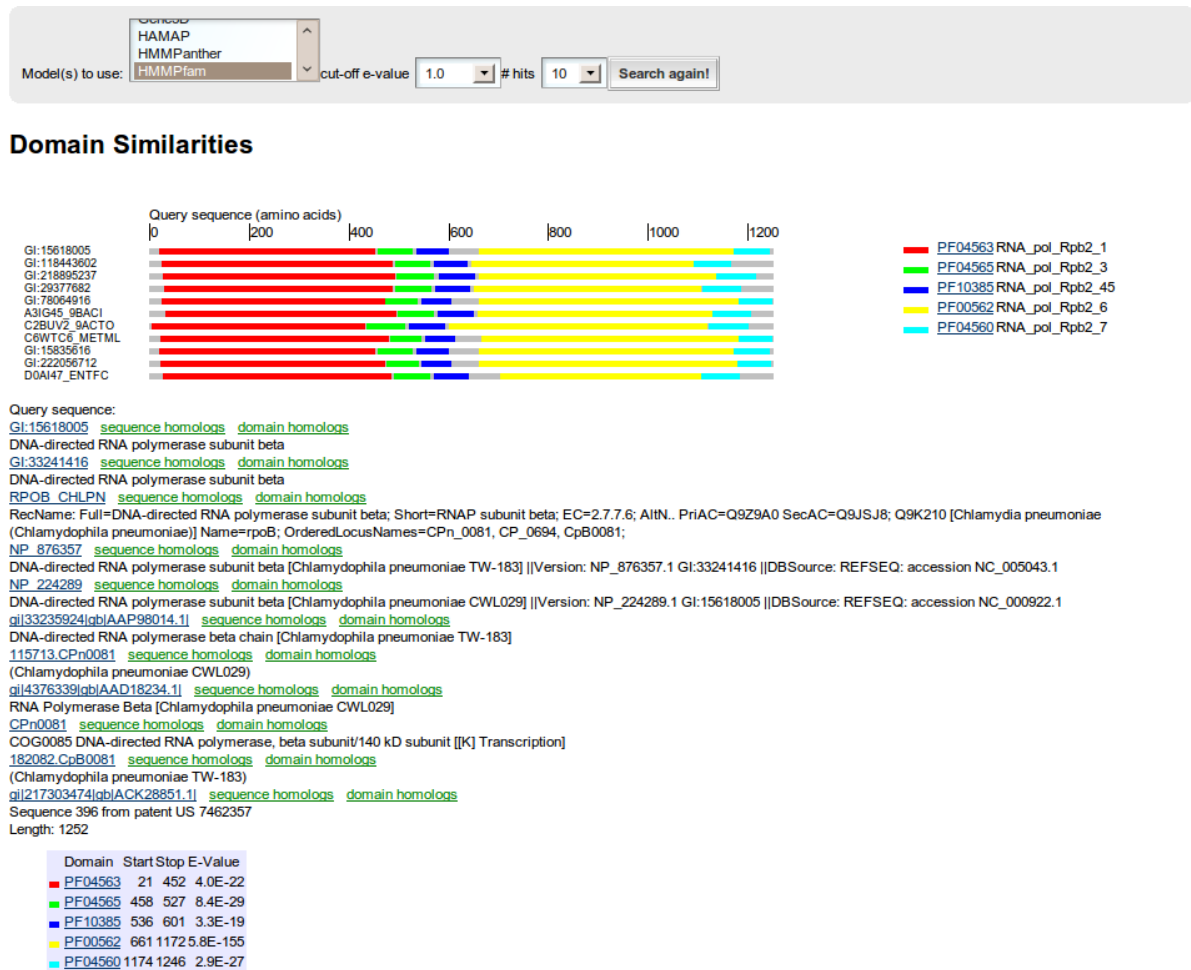 HAMAP
HMMPanther
Model(s) to use: HMMPfam cut-off e-value 1.0 # hits 10 Search again!
Domain Similarities
Query sequence (amino acids)
0 200 400 600 800 1000 1200
GI:15618005
GI:118443602
GI:218895237
GI:29377682
GI:78064916
A3IG45_9BACI
C2BUV2_9ACTO
C6WTC6_METML
GI:15835616
GI:222056712
D0AI47_ENTFC
PF04563 RNA_pol_Rpb2_1
PF04565 RNA_pol_Rpb2_3
PF10385 RNA_pol_Rpb2_45
PF00562 RNA_pol_Rpb2_6
PF04560 RNA_pol_Rpb2_7
Query sequence:
GI:15618005 sequence homologs domain homologs
DNA-directed RNA polymerase subunit beta
GI:33241416 sequence homologs domain homologs
DNA-directed RNA polymerase subunit beta
RPOB_CHLPN sequence homologs domain homologs
RecName: Full=DNA-directed RNA polymerase subunit beta; Short=RNAP subunit beta; EC=2.7.7.6; AltN.. PriAC=Q9Z9A0 SecAC=Q9JSJ8; Q9K210 [Chlamydia pneumoniae
(Chlamydophila pneumoniae)] Name=rpoB; OrderedLocusNames=CPn_0081, CP_0694, CpB0081;
NP_876357 sequence homologs domain homologs
DNA-directed RNA polymerase subunit beta [Chlamydophila pneumoniae TW-183] ||Version: NP_876357.1 GI:33241416 ||DBSource: REFSEQ: accession NC_005043.1
NP_224289 sequence homologs domain homologs
DNA-directed RNA polymerase subunit beta [Chlamydophila pneumoniae CWL029] ||Version: NP_224289.1 GI:15618005 ||DBSource: REFSEQ: accession NC_000922.1
gi|33235924|gb|AAP98014.1| sequence homologs domain homologs
DNA-directed RNA polymerase beta chain [Chlamydophila pneumoniae TW-183]
115713.CPn0081 sequence homologs domain homologs
(Chlamydophila pneumoniae CWL029)
gi|4376339|gb|AAD18234.1| sequence homologs domain homologs
RNA Polymerase Beta [Chlamydophila pneumoniae CWL029]
CPn0081 sequence homologs domain homologs
COG0085 DNA-directed RNA polymerase, beta subunit/140 kD subunit [[K] Transcription]
182082.CpB0081 sequence homologs domain homologs
(Chlamydophila pneumoniae TW-183)
gi|217303474|gb|ACK28851.1| sequence homologs domain homologs
Sequence 396 from patent US 7462357
Length: 1252
Domain Start Stop E-Value
PF04563 21 452 4.0E-22
PF04565 458 527 8.4E-29
PF10385 536 601 3.3E-19
PF00562 661 1172 5.8E-155
PF04560 1174 1246 2.9E-27